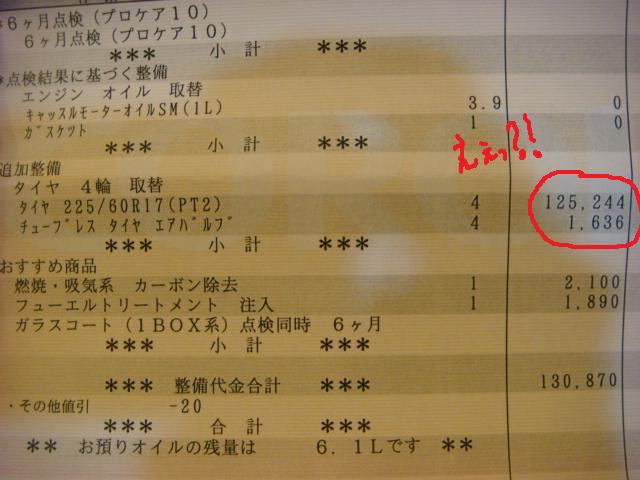 *６ヶ月点検（プロケア１０）
６ヶ月点検（プロケア１０）
*** 小計 ***
*点検結果に基づく整備
エンジン オイル 取替
ｷｬｯｽﾙﾓｰﾀｰｵｲﾙSM(1L) 3.9 0
ｶﾞｽｹｯﾄ 1 0
*** 小計 ***
ええっ?!
追加整備
タイヤ ４輪 取替
ﾀｲﾔ 225/60R17(PT2) 4 125,244
ﾁｭｰﾌﾞﾚｽ ﾀｲﾔ ｴｱﾊﾞﾙﾌﾞ 4 1,636
*** 小計 ***
おすすめ商品
燃焼・吸気系 カーボン除去 1 2,100
フューエルトリートメント 注入 1 1,890
ガラスコート（１ＢＯＸ系）点検同時 ６ヶ月
*** 小計 ***
*** 整備代金合計 *** 130,870
・その他値引 -20
*** 合計 ***
** お預りオイルの残量は ６．１Ｌです **